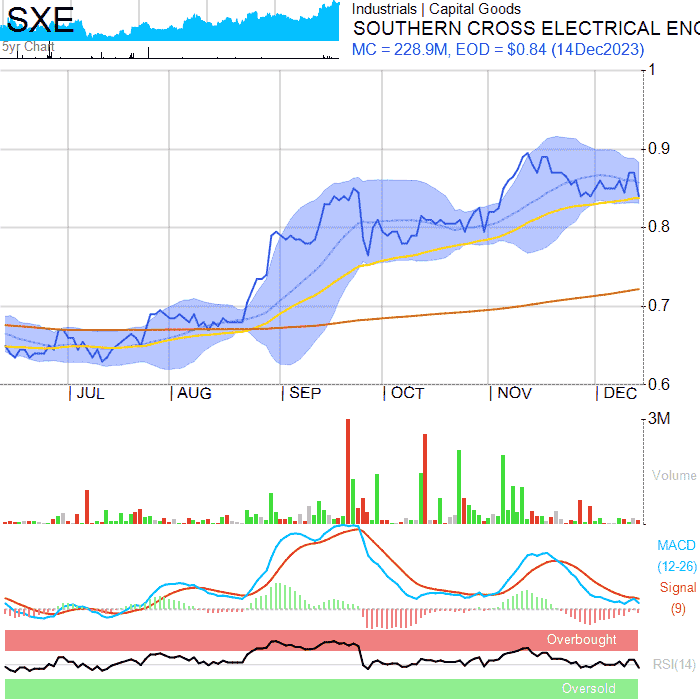 SXE
5yr Chart
Industrials | Capital Goods
SOUTHERN CROSS ELECTRICAL ENG
MC = 228.9M, EOD = $0.84 (14Dec2023)
1
0.9
0.8
0.7
0.6
JUL AUG SEP OCT NOV DEC
3M
Volume
MACD
(12-26)
Signal
(9)
Overbought
RSI(14)
Oversold